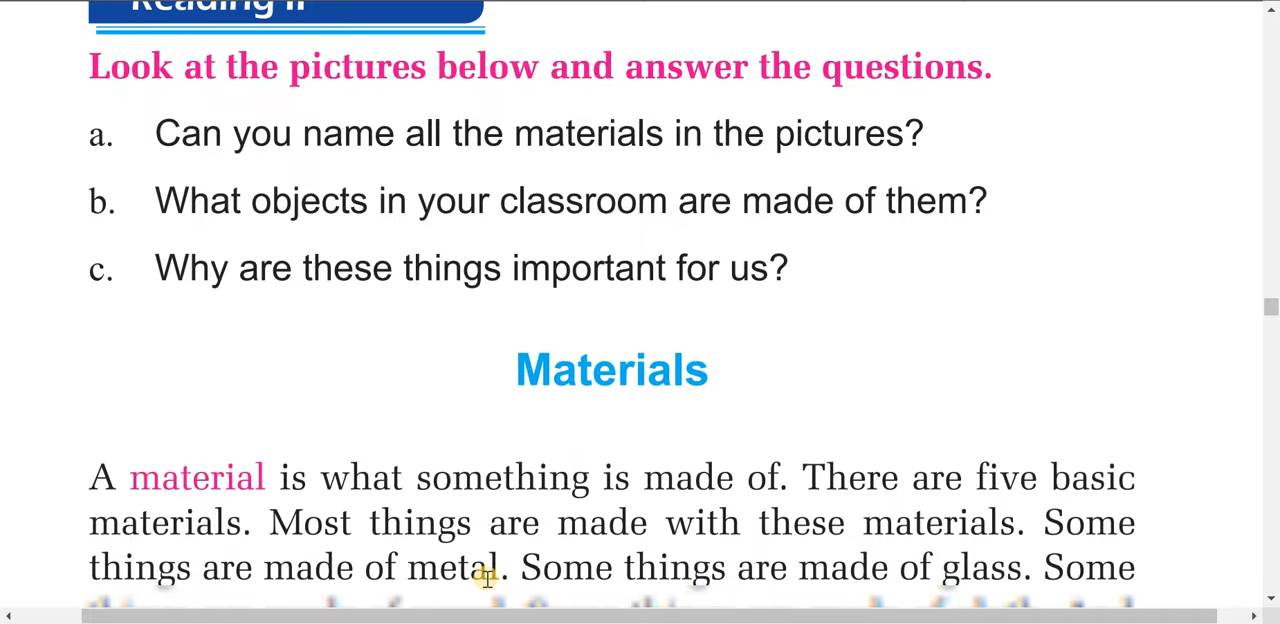 Reading II
Look at the pictures below and answer the questions.
a. Can you name all the materials in the pictures?
b. What objects in your classroom are made of them?
c. Why are these things important for us?
Materials
A material is what something is made of. There are five basic
materials. Most things are made with these materials. Some
things are made of metal. Some things are made of glass. Some